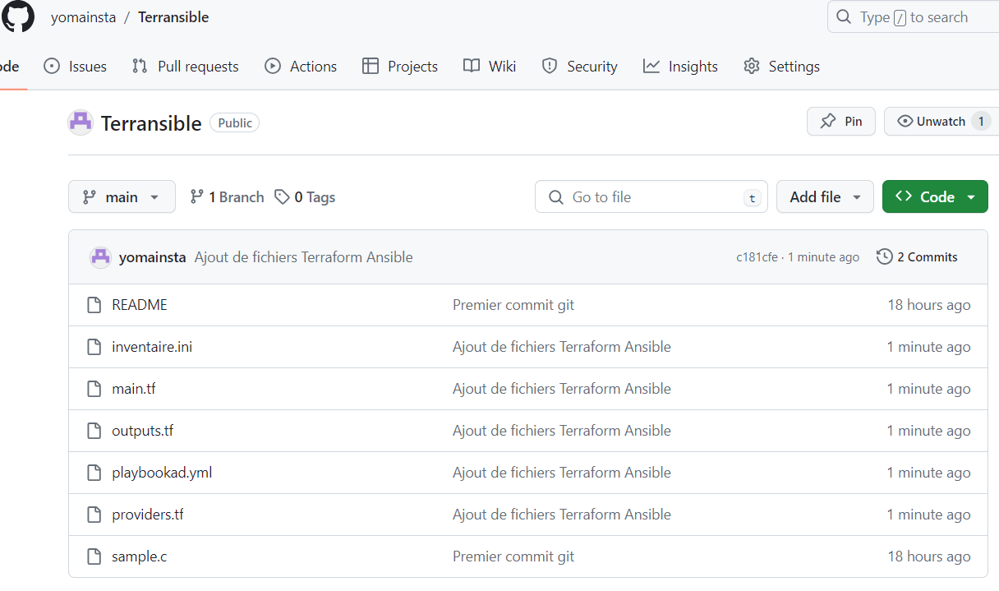 yomainsta / Terransible
Type / to search
ode Issues Pull requests Actions Projects Wiki Security Insights Settings
Terransible Public
Pin Unwatch 1
main 1 Branch 0 Tags Go to file t Add file Code
yomainsta Ajout de fichiers Terraform Ansible c181cfe · 1 minute ago 2 Commits
README Premier commit git 18 hours ago
inventaire.ini Ajout de fichiers Terraform Ansible 1 minute ago
main.tf Ajout de fichiers Terraform Ansible 1 minute ago
outputs.tf Ajout de fichiers Terraform Ansible 1 minute ago
playbookad.yml Ajout de fichiers Terraform Ansible 1 minute ago
providers.tf Ajout de fichiers Terraform Ansible 1 minute ago
sample.c Premier commit git 18 hours ago